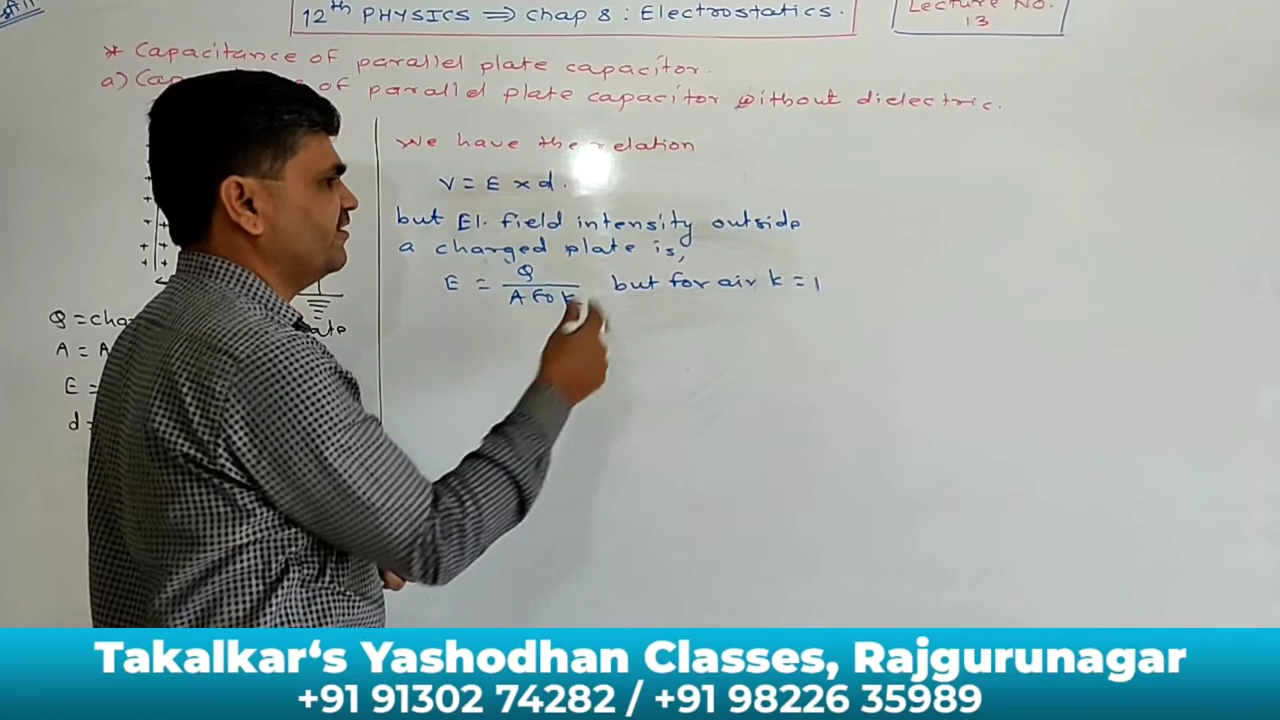 12th PHYSICS ⇒ Chap 8 : Electrostatics.
Lecture No. 13
* Capacitance of parallel plate capacitor.
a) of parallel plate capacitor without dielectric.
We have the relation
V = E × d.
but El. field intensity outside
a charged plate is,
E = Q / A ε0 k but for air k = 1
+ +
+ +
+ +
+ +
Q =
A =
E =
d =
Takalkar‘s Yashodhan Classes, Rajgurunagar
+91 91302 74282 / +91 98226 35989